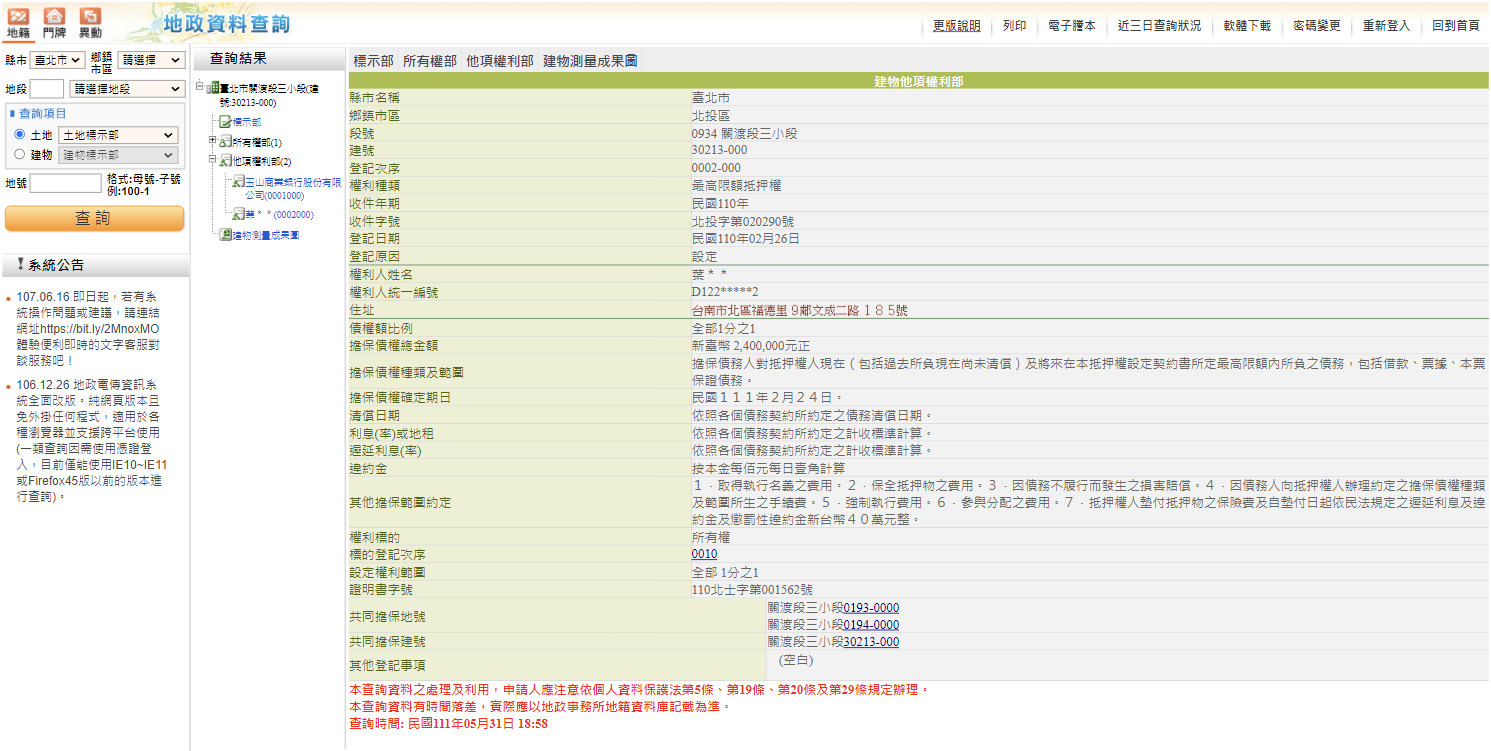 地籍 門牌 異動
地政資料查詢
更版說明 列印 電子謄本 近三日查詢狀況 軟體下載 密碼變更 重新登入 回到首頁
縣市 臺北市 鄉鎮市區 請選擇
地段 請選擇地段
查詢項目
土地 土地標示部
建物 建物標示部
地號 格式:母號-子號
例:100-1
查詢
系統公告
107.06.16 即日起，若有系
統操作問題或建議，請連結
網址https://bit.ly/2MnoxMO
體驗便利即時的文字客服對
談服務吧！
106.12.26 地政電傳資訊系
統全面改版。純網頁版本且
免外掛任何程式，適用於各
種瀏覽器並支援跨平台使用
(一類查詢因需使用憑證登
入，目前僅能使用IE10~IE11
或Firefox45版以前的版本進
行查詢)。
查詢結果
臺北市關渡段三小段(建
號:30213-000)
標示部
所有權部(1)
他項權利部(2)
玉山商業銀行股份有限
公司(0001000)
葉＊＊(0002000)
建物測量成果圖
標示部 所有權部 他項權利部 建物測量成果圖
建物他項權利部
縣市名稱 臺北市
鄉鎮市區 北投區
段號 0934 關渡段三小段
建號 30213-000
登記次序 0002-000
權利種類 最高限額抵押權
收件年期 民國110年
收件字號 北投字第020290號
登記日期 民國110年02月26日
登記原因 設定
權利人姓名 葉＊＊
權利人統一編號 D122*****2
住址 台南市北區福德里９鄰文成二路１８５號
債權額比例 全部1分之1
擔保債權總金額 新臺幣 2,400,000元正
擔保債權種類及範圍 擔保債務人對抵押權人現在（包括過去所負現在尚未清償）及將來在本抵押權設定契約書所定最高限額內所負之債務，包括借款、票據、本票
保證債務。
擔保債權確定期日 民國１１１年２月２４日。
清償日期 依照各個債務契約所約定之債務清償日期。
利息(率)或地租 依照各個債務契約所約定之計收標準計算。
遲延利息(率) 依照各個債務契約所約定之計收標準計算。
違約金 按本金每佰元每日壹角計算
其他擔保範圍約定 １．取得執行名義之費用。２．保全抵押物之費用。３．因債務不履行而發生之損害賠償。４．因債務人向抵押權人辦理約定之擔保債權種類
及範圍所生之手續費。５．強制執行費用。６．參與分配之費用。７．抵押權人墊付抵押物之保險費及自墊付日起依民法規定之遲延利息及違
約金及懲罰性違約金新台幣４０萬元整。
權利標的 所有權
標的登記次序 0010
設定權利範圍 全部 1分之1
證明書字號 110北士字第001562號
共同擔保地號 關渡段三小段0193-0000
關渡段三小段0194-0000
共同擔保建號 關渡段三小段30213-000
其他登記事項 (空白)
本查詢資料之處理及利用，申請人應注意依個人資料保護法第5條、第19條、第20條及第29條規定辦理。
本查詢資料有時間落差，實際應以地政事務所地籍資料庫記載為準。
查詢時間: 民國111年05月31日 18:58